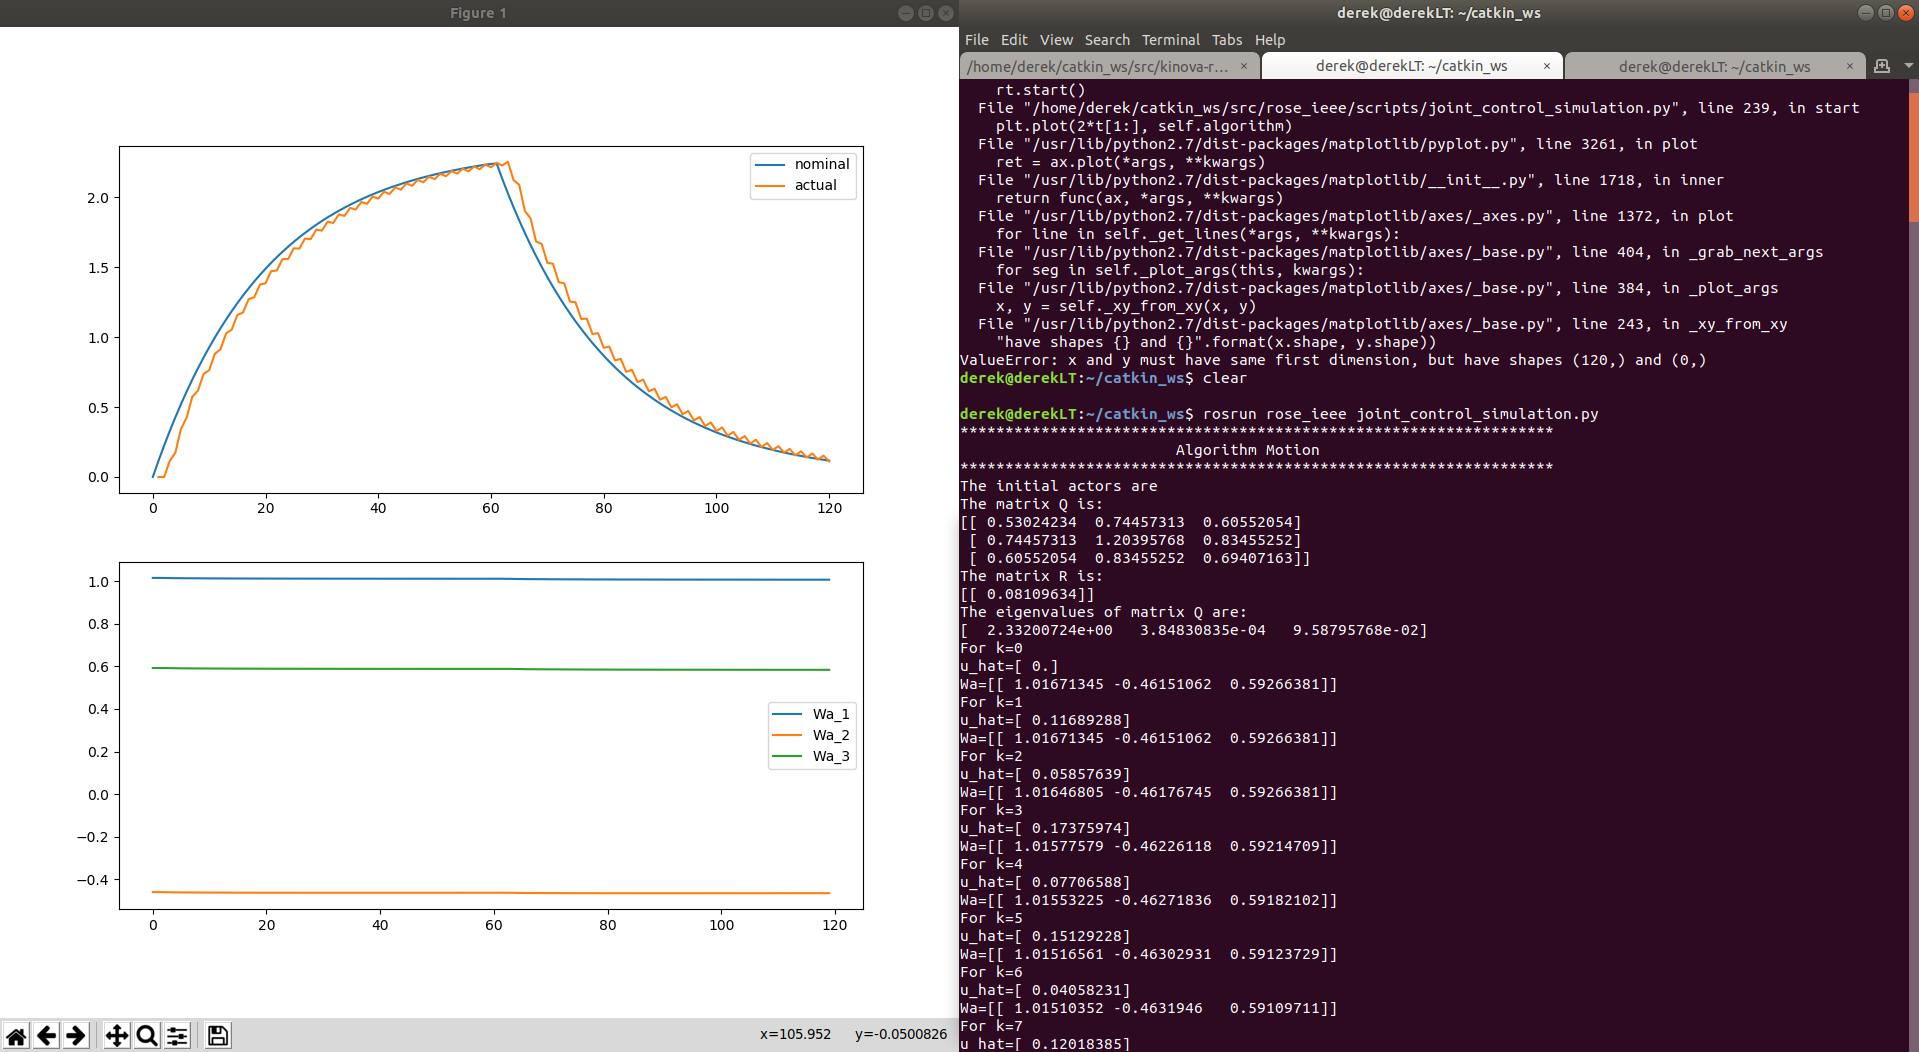 Figure 1
nominal
actual
2.0
1.5
1.0
0.5
0.0
0 20 40 60 80 100 120
1.0
0.8
0.6
0.4
0.2
0.0
−0.2
−0.4
Wa_1
Wa_2
Wa_3
0 20 40 60 80 100 120
x=105.952 y=-0.0500826
derek@derekLT: ~/catkin_ws
File Edit View Search Terminal Tabs Help
/home/derek/catkin_ws/src/kinova-r... × derek@derekLT: ~/catkin_ws × derek@derekLT: ~/catkin_ws ×
rt.start()
File "/home/derek/catkin_ws/src/rose_ieee/scripts/joint_control_simulation.py", line 239, in start
plt.plot(2*t[1:], self.algorithm)
File "/usr/lib/python2.7/dist-packages/matplotlib/pyplot.py", line 3261, in plot
ret = ax.plot(*args, **kwargs)
File "/usr/lib/python2.7/dist-packages/matplotlib/__init__.py", line 1718, in inner
return func(ax, *args, **kwargs)
File "/usr/lib/python2.7/dist-packages/matplotlib/axes/_axes.py", line 1372, in plot
for line in self._get_lines(*args, **kwargs):
File "/usr/lib/python2.7/dist-packages/matplotlib/axes/_base.py", line 404, in _grab_next_args
for seg in self._plot_args(this, kwargs):
File "/usr/lib/python2.7/dist-packages/matplotlib/axes/_base.py", line 384, in _plot_args
x, y = self._xy_from_xy(x, y)
File "/usr/lib/python2.7/dist-packages/matplotlib/axes/_base.py", line 243, in _xy_from_xy
"have shapes {} and {}".format(x.shape, y.shape))
ValueError: x and y must have same first dimension, but have shapes (120,) and (0,)
derek@derekLT:~/catkin_ws$ clear
derek@derekLT:~/catkin_ws$ rosrun rose_ieee joint_control_simulation.py
******************************************************************
Algorithm Motion
******************************************************************
The initial actors are
The matrix Q is:
[[ 0.53024234 0.74457313 0.60552054]
[ 0.74457313 1.20395768 0.83455252]
[ 0.60552054 0.83455252 0.69407163]]
The matrix R is:
[[ 0.08109634]]
The eigenvalues of matrix Q are:
[ 2.33200724e+00 3.84830835e-04 9.58795768e-02]
For k=0
u_hat=[ 0.]
Wa=[[ 1.01671345 -0.46151062 0.59266381]]
For k=1
u_hat=[ 0.11689288]
Wa=[[ 1.01671345 -0.46151062 0.59266381]]
For k=2
u_hat=[ 0.05857639]
Wa=[[ 1.01646805 -0.46176745 0.59266381]]
For k=3
u_hat=[ 0.17375974]
Wa=[[ 1.01577579 -0.46226118 0.59214709]]
For k=4
u_hat=[ 0.07706588]
Wa=[[ 1.01553225 -0.46271836 0.59182102]]
For k=5
u_hat=[ 0.15129228]
Wa=[[ 1.01516561 -0.46302931 0.59123729]]
For k=6
u_hat=[ 0.04058231]
Wa=[[ 1.01510352 -0.4631946 0.59109711]]
For k=7
u_hat=[ 0.12018385]